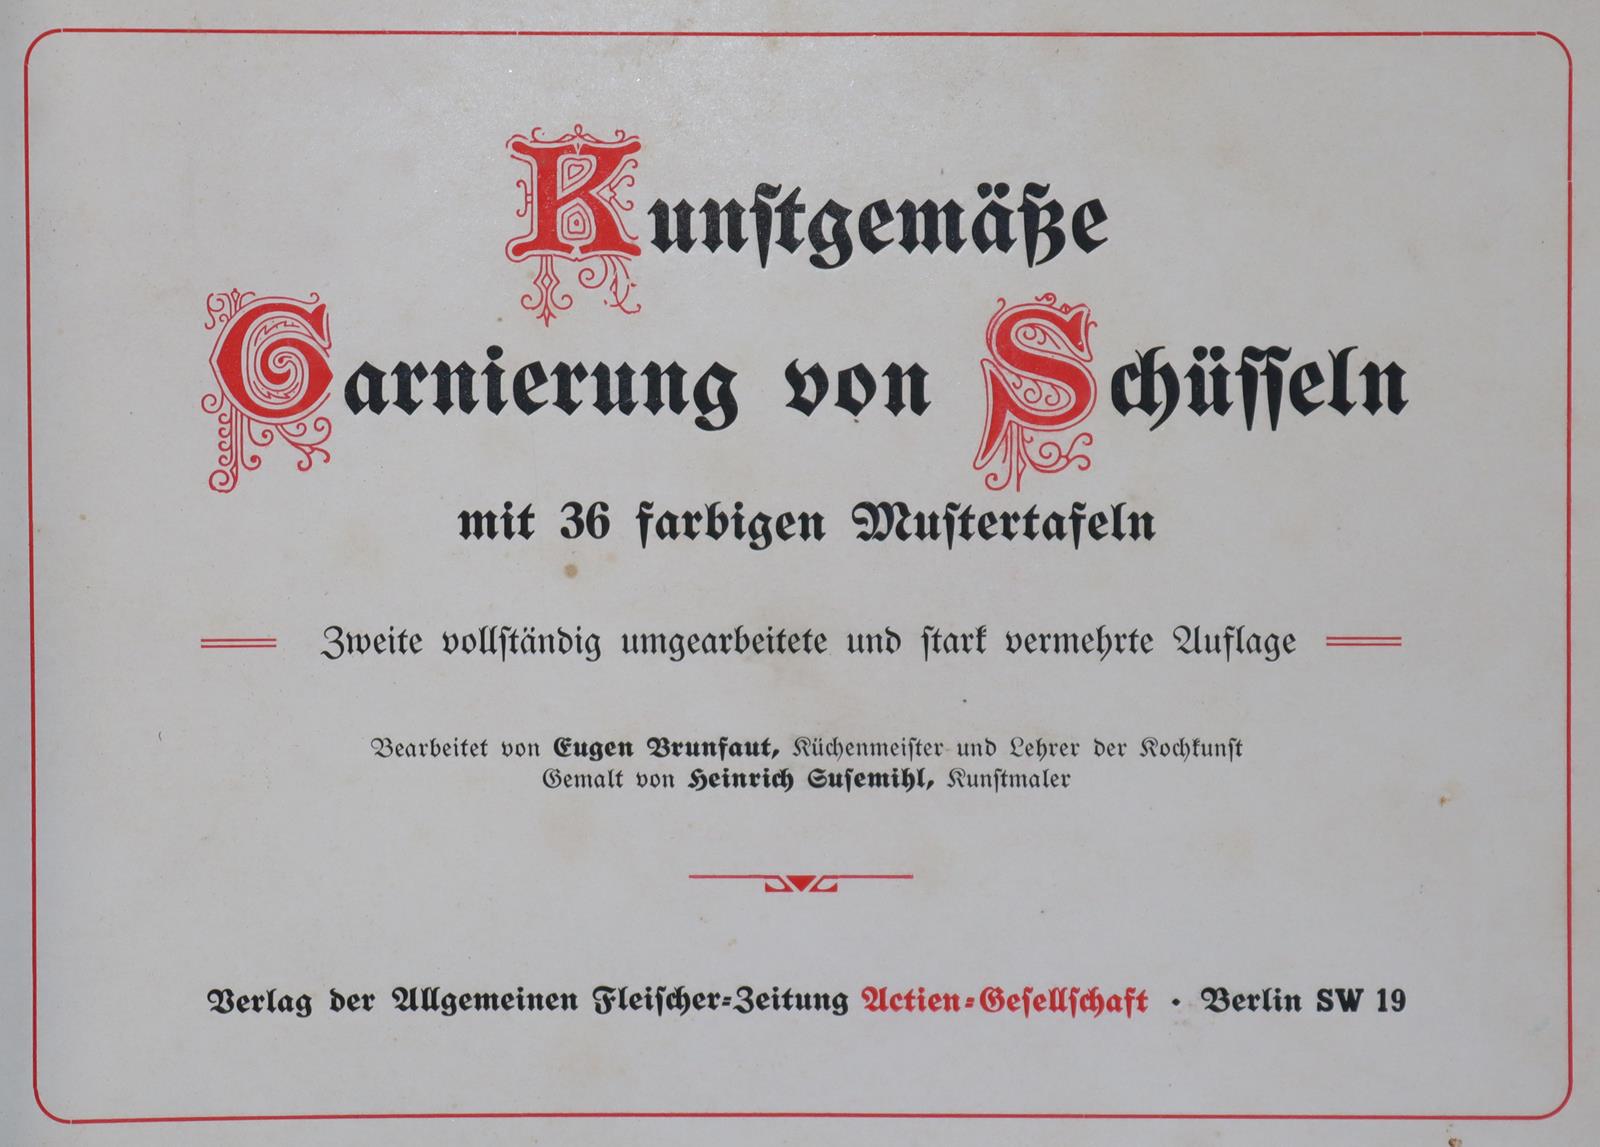 Kunstgemäße
Garnierung von Schüsseln
mit 36 farbigen Mustertafeln
Zweite vollständig umgearbeitete und stark vermehrte Auflage
Bearbeitet von Eugen Brunfaut, Küchenmeister und Lehrer der Kochkunst
Gemalt von Heinrich Susemihl, Kunstmaler
Verlag der Allgemeinen Fleischer-Zeitung Actien-Gesellschaft · Berlin SW 19